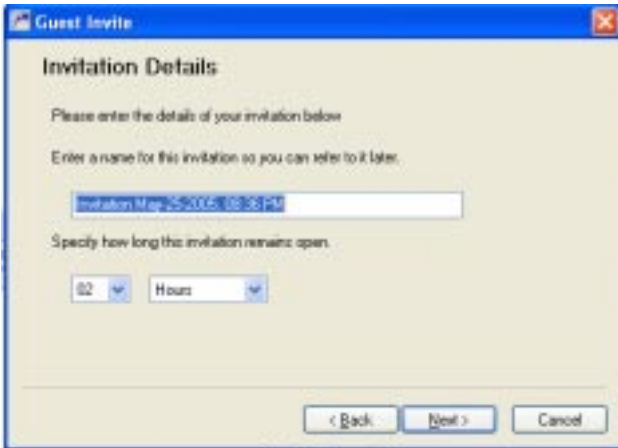 Guest Invite
Invitation Details
Please enter the details of your invitation below
Enter a name for this invitation so you can refer to it later.
Invitation May-25-2005, 08:36 PM
Specify how long this invitation remains open.
02 Hours
< Back Next > Cancel